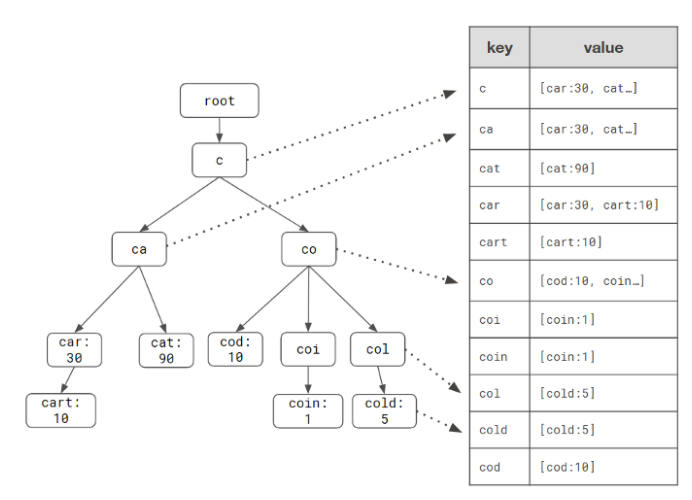 root
c
ca
co
car:
30
cat:
90
cod:
10
coi
col
cart:
10
coin:
1
cold:
5
key value
c [car:30, cat…]
ca [car:30, cat…]
cat [cat:90]
car [car:30, cart:10]
cart [cart:10]
co [cod:10, coin…]
coi [coin:1]
coin [coin:1]
col [cold:5]
cold [cold:5]
cod [cod:10]